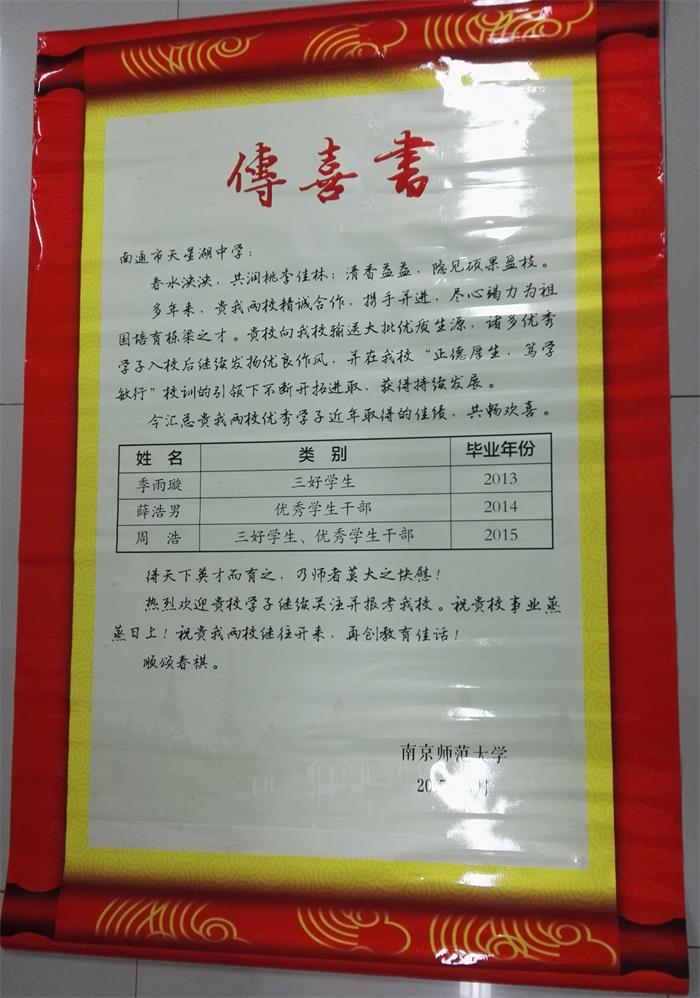 傳喜書
南通市天星湖中学：
春水泱泱，共润桃李佳林；清香益益，隐见硕果盈枝。
多年来，贵我两校精诚合作，携手并进，尽心竭力为祖
国培育栋梁之才。贵校向我校输送大批优质生源，诸多优秀
学子入校后继续发扬优良作风，并在我校“正德厚生，笃学
敏行”校训的引领下不断开拓进取，获得持续发展。
今汇总贵我两校优秀学子近年取得的佳绩，共畅欢喜。
姓 名 类 别 毕业年份
季雨璇 三好学生 2013
薛浩男 优秀学生干部 2014
周 浩 三好学生、优秀学生干部 2015
得天下英才而育之，乃师者莫大之快慰！
热烈欢迎贵校学子继续关注并报考我校。祝贵校事业蒸
蒸日上！祝贵我两校继往开来，再创教育佳话！
顺颂春祺。
南京师范大学